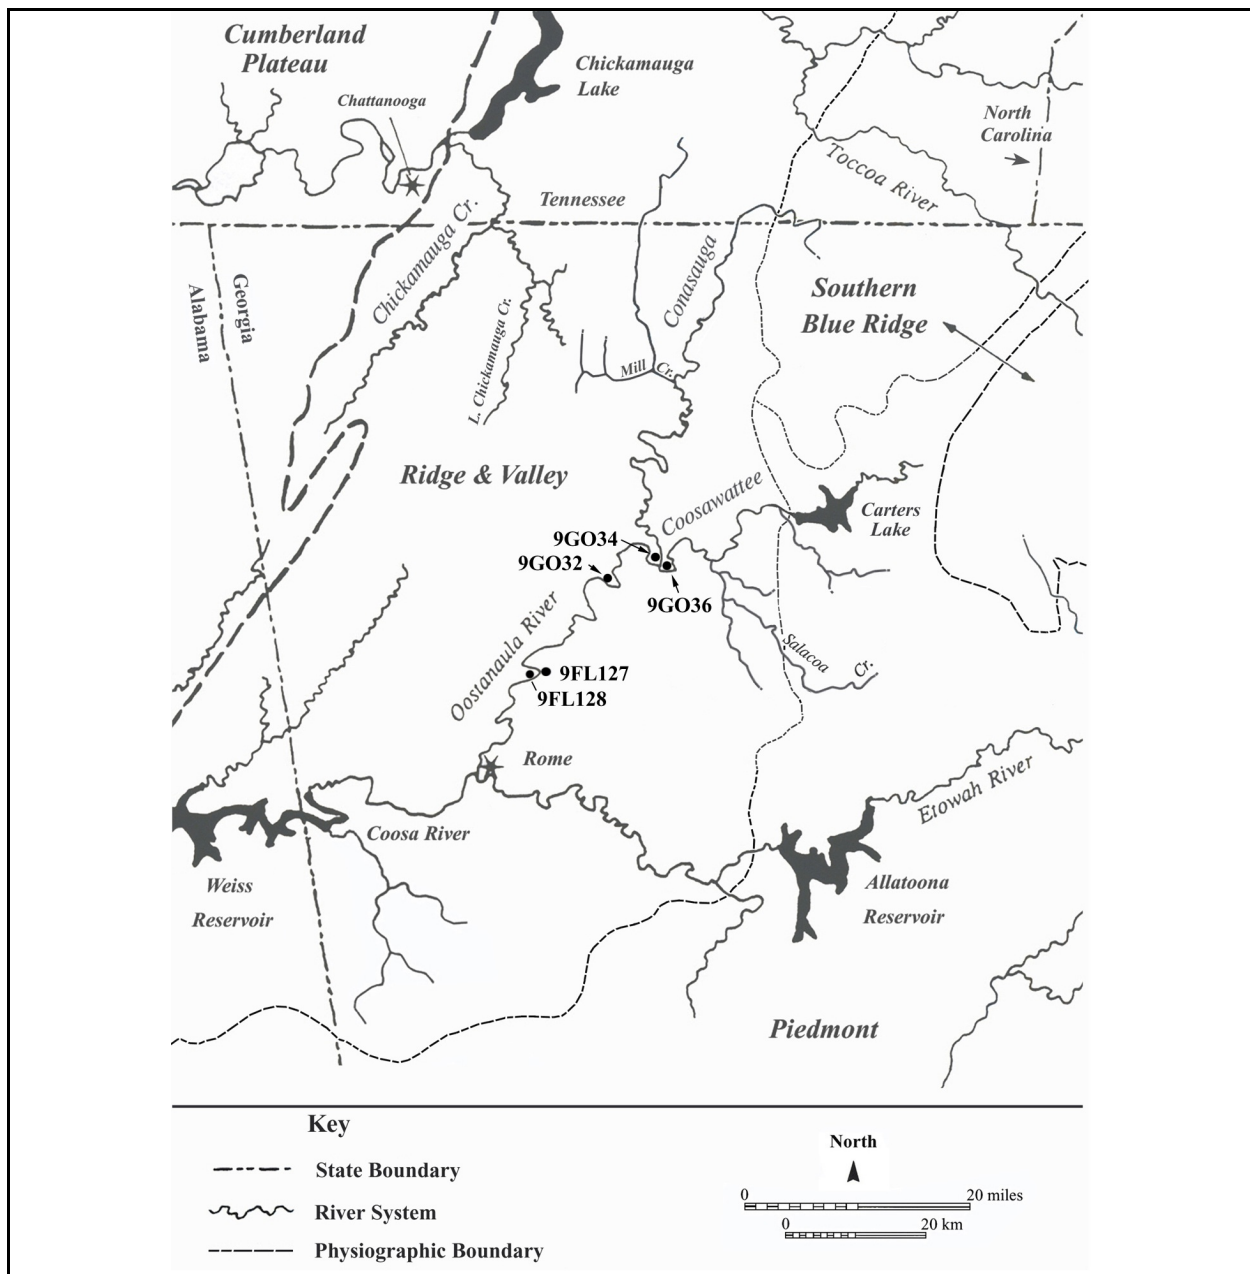 Cumberland
Plateau
Chickamauga
Lake
Chattanooga
North
Carolina
Toccoa River
Tennessee
Chickamauga Cr.
Conasauga
Georgia
Alabama
Southern
Blue Ridge
L. Chickamauga Cr.
Mill Cr.
Ridge & Valley
Coosawattee
Carters
Lake
9GO34
9GO32
9GO36
Oostanaula River
Salacoa Cr.
9FL127
9FL128
Rome
Etowah River
Coosa River
Weiss
Reservoir
Allatoona
Reservoir
Piedmont
Key
State Boundary
River System
Physiographic Boundary
North
0 20 miles
0 20 km